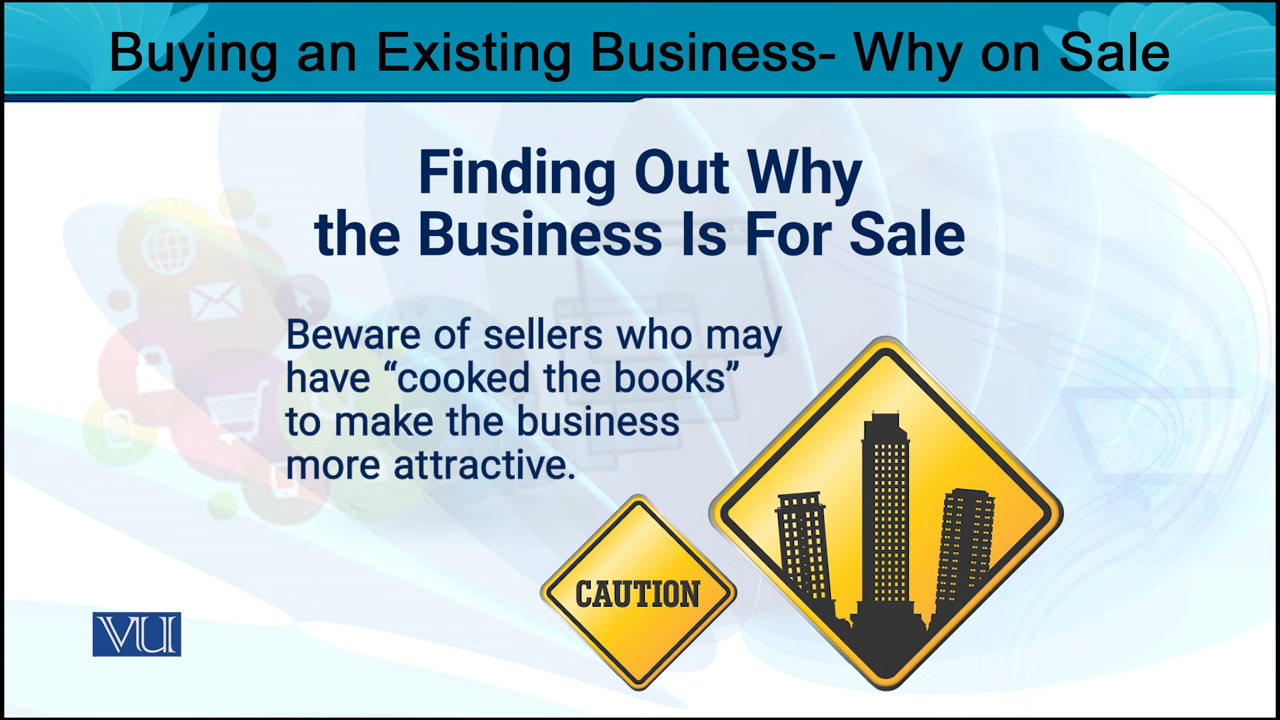 Buying an Existing Business- Why on Sale
Finding Out Why
the Business Is For Sale
Beware of sellers who may
have “cooked the books”
to make the business
more attractive.
CAUTION
VU